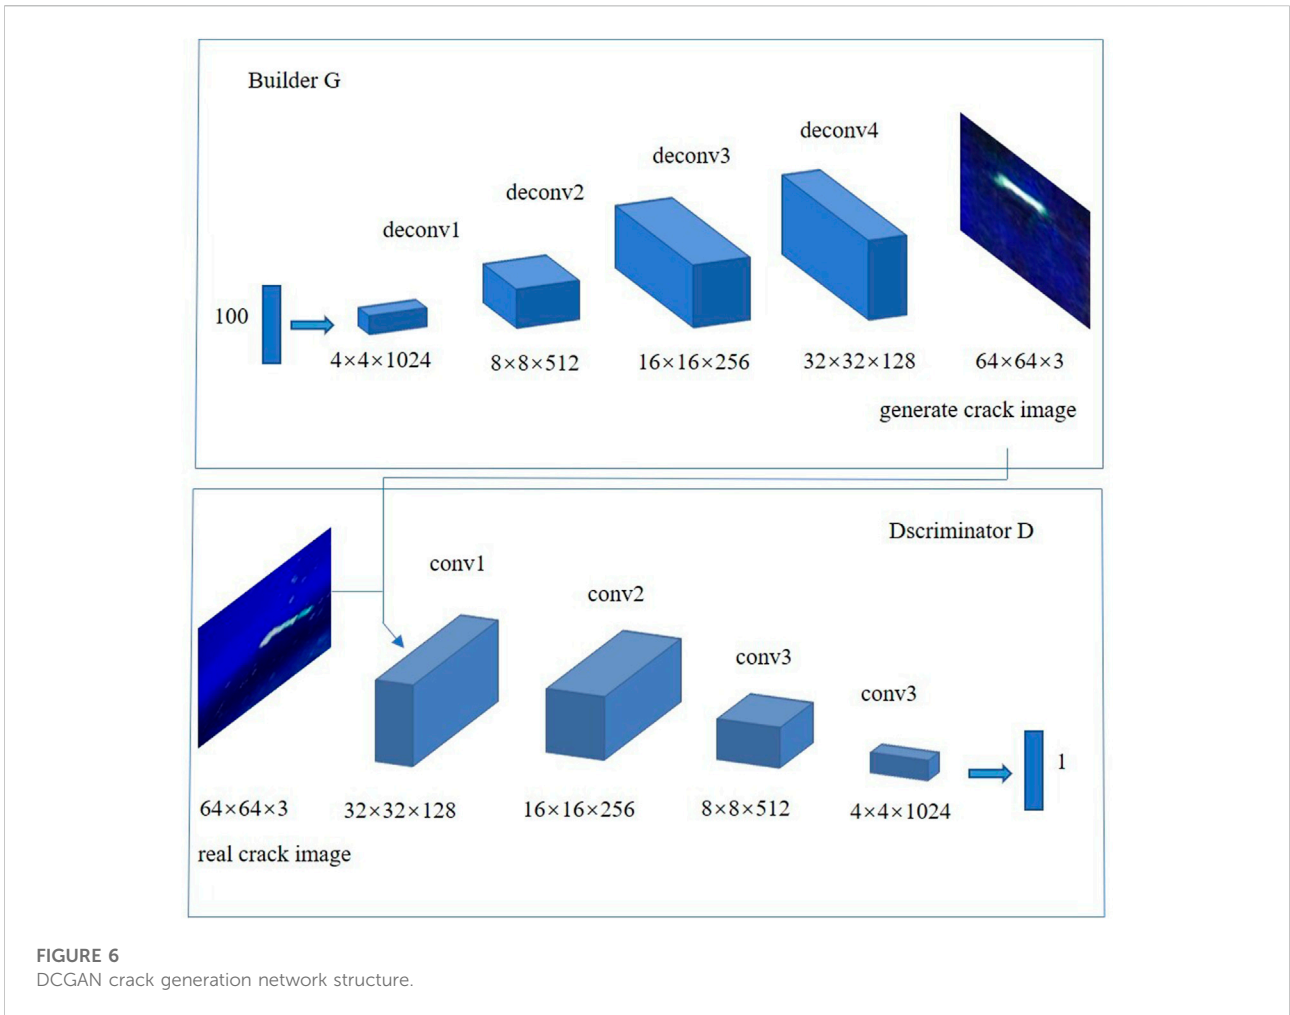 Builder G
deconv1
deconv2
deconv3
deconv4
100
4×4×1024
8×8×512
16×16×256
32×32×128
64×64×3
generate crack image
Dscriminator D
conv1
conv2
conv3
conv3
1
64×64×3
32×32×128
16×16×256
8×8×512
4×4×1024
real crack image
FIGURE 6
DCGAN crack generation network structure.